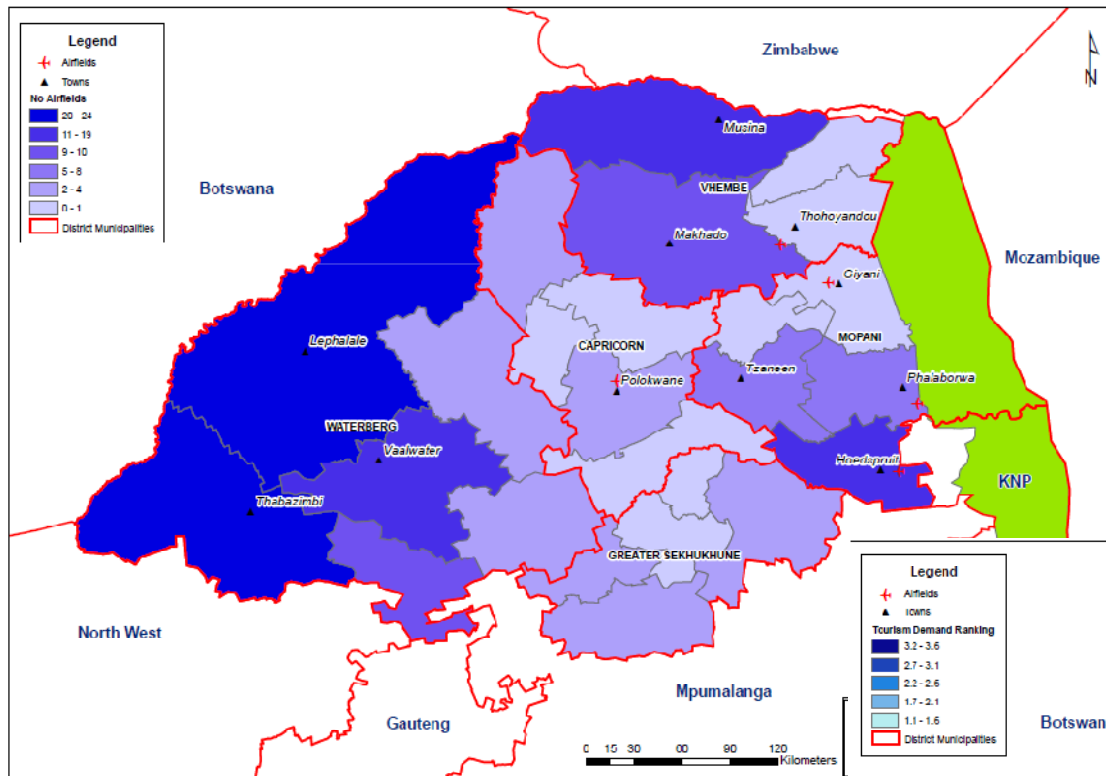 Legend
Airfields
Towns
No Airfields
20 - 24
11 - 19
9 - 10
5 - 8
2 - 4
0 - 1
District Municipalities
Zimbabwe
N
Botswana
Musina
VHEMBE
Thohoyandou
Makhado
Mozambique
Giyani
MOPANI
CAPRICORN
Lephalale
Tzaneen
Phalaborwa
Polokwane
WATERBERG
Vaalwater
Hoedspruit
KNP
Thabazimbi
GREATER SEKHUKHUNE
Legend
Airfields
Towns
Tourism Demand Ranking
3.2 - 3.6
2.7 - 3.1
2.2 - 2.6
1.7 - 2.1
1.1 - 1.6
District Municipalities
North West
Mpumalanga
Gauteng
Botswan
0 15 30 60 90 120
Kilometers